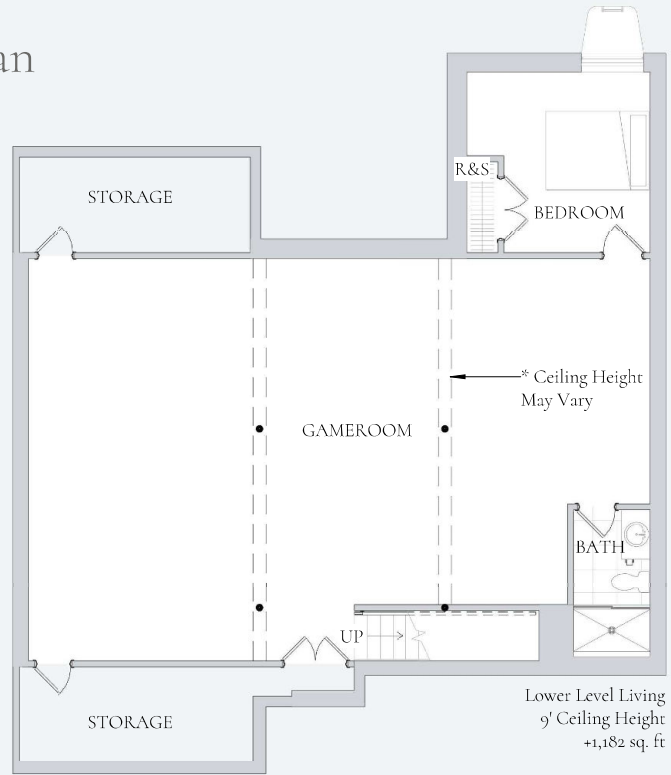 an
STORAGE
R&S
BEDROOM
* Ceiling Height
May Vary
GAMEROOM
BATH
UP
STORAGE
Lower Level Living
9' Ceiling Height
+1,182 sq. ft